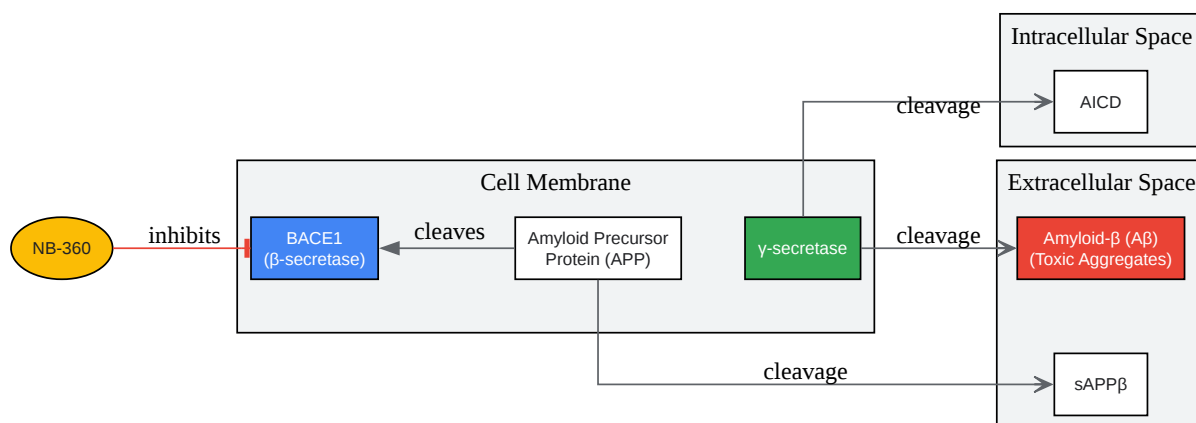 Intracellular Space
cleavage
AICD
Cell Membrane
Extracellular Space
NB-360
inhibits
BACE1
(β-secretase)
cleaves
Amyloid Precursor
Protein (APP)
γ-secretase
cleavage
Amyloid-β (Aβ)
(Toxic Aggregates)
cleavage
sAPPβ